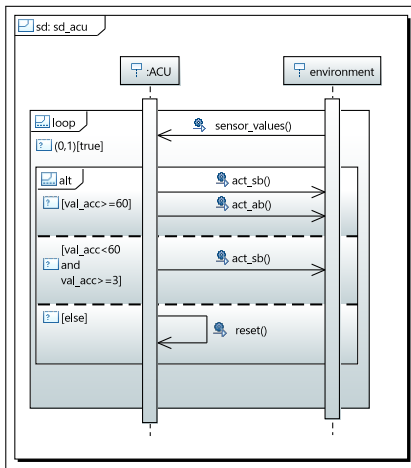 sd: sd_acu
:ACU
environment
loop
sensor_values()
(0,1)[true]
alt
act_sb()
[val_acc>=60]
act_ab()
[val_acc<60
and
val_acc>=3]
act_sb()
[else]
reset()